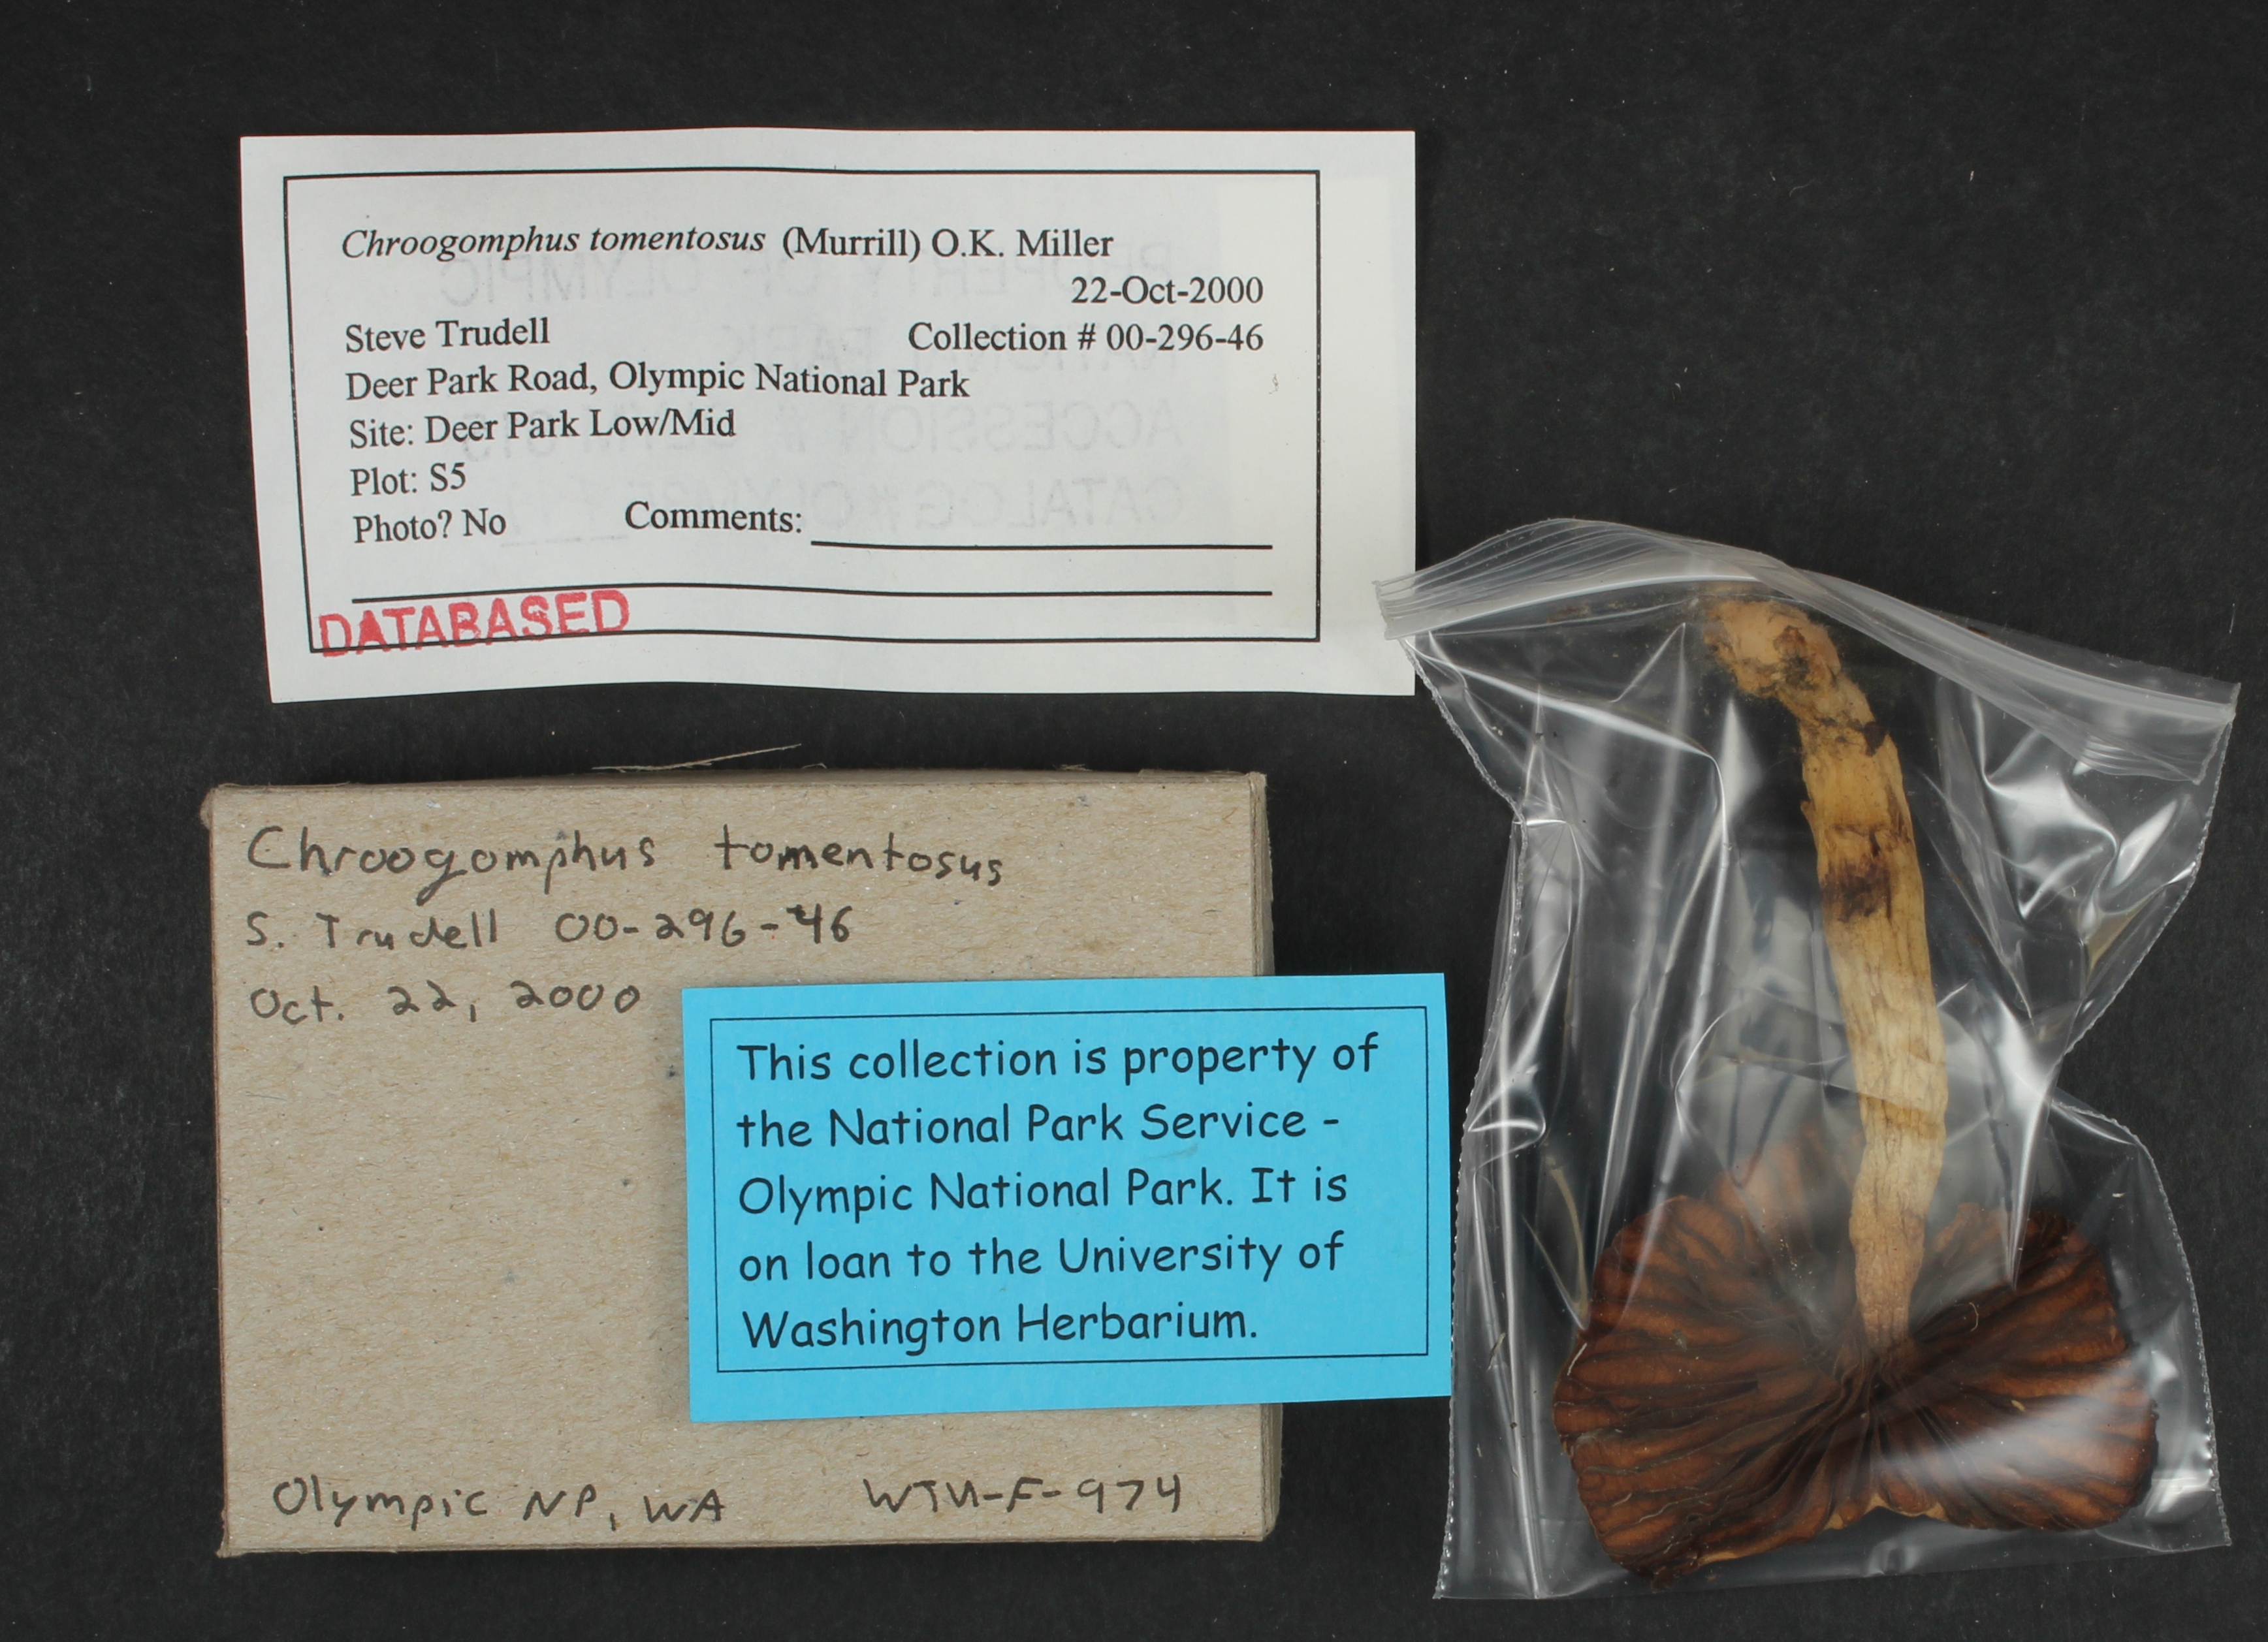 Chroogomphus tomentosus (Murrill) O.K. Miller
22-Oct-2000
Steve Trudell Collection # 00-296-46
Deer Park Road, Olympic National Park
Site: Deer Park Low/Mid
Plot: S5
Photo? No Comments:
DATABASED
Chroogomphus tomentosus
S. Trudell 00-296-46
Oct. 22, 2000
This collection is property of
the National Park Service -
Olympic National Park. It is
on loan to the University of
Washington Herbarium.
Olympic NP, WA WTU-F-974